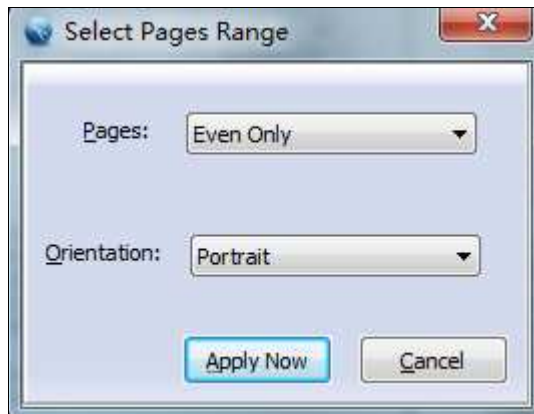 Select Pages Range
Pages: Even Only
Orientation: Portrait
Apply Now Cancel